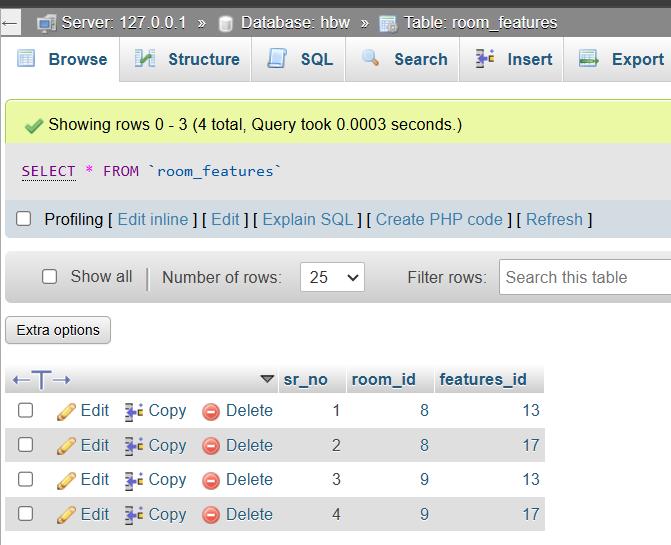 Server: 127.0.0.1 » Database: hbw » Table: room_features
Browse Structure SQL Search Insert Export
Showing rows 0 - 3 (4 total, Query took 0.0003 seconds.)
SELECT * FROM `room_features`
Profiling [ Edit inline ] [ Edit ] [ Explain SQL ] [ Create PHP code ] [ Refresh ]
Show all | Number of rows: 25 Filter rows: Search this table
Extra options
←T→ sr_no room_id features_id
Edit Copy Delete 1 8 13
Edit Copy Delete 2 8 17
Edit Copy Delete 3 9 13
Edit Copy Delete 4 9 17